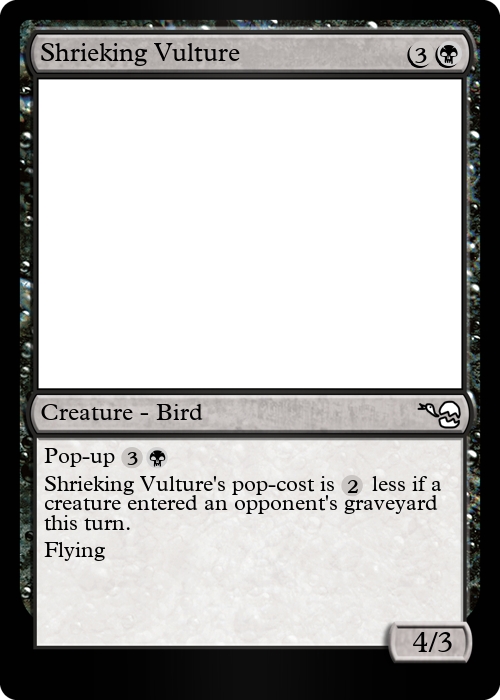 Shrieking Vulture 3
Creature - Bird
Pop-up 3
Shrieking Vulture's pop-cost is 2 less if a
creature entered an opponent's graveyard
this turn.
Flying
4/3